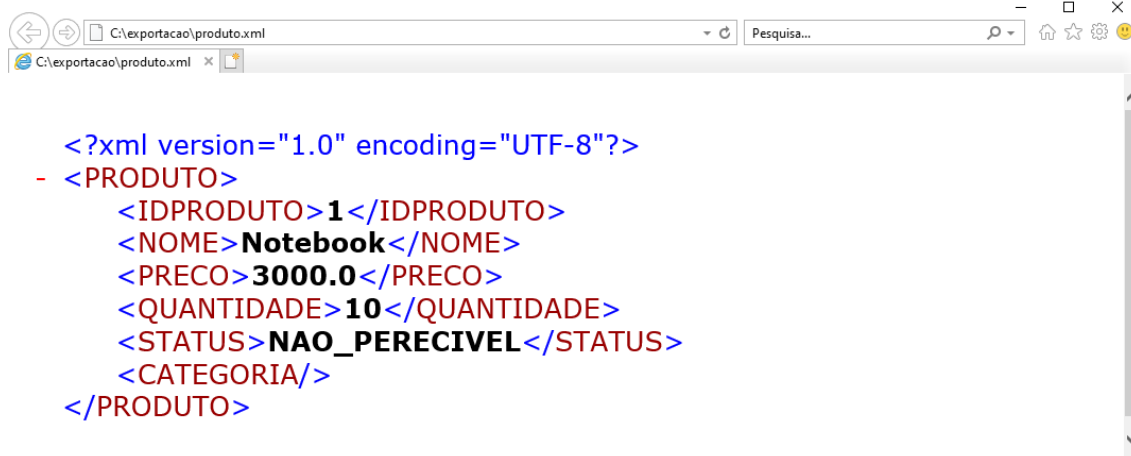 C:\exportacao\produto.xml
Pesquisa...
C:\exportacao\produto.xml
<?xml version="1.0" encoding="UTF-8"?>
- <PRODUTO>
<IDPRODUTO>1</IDPRODUTO>
<NOME>Notebook</NOME>
<PRECO>3000.0</PRECO>
<QUANTIDADE>10</QUANTIDADE>
<STATUS>NAO_PERECIVEL</STATUS>
<CATEGORIA/>
</PRODUTO>